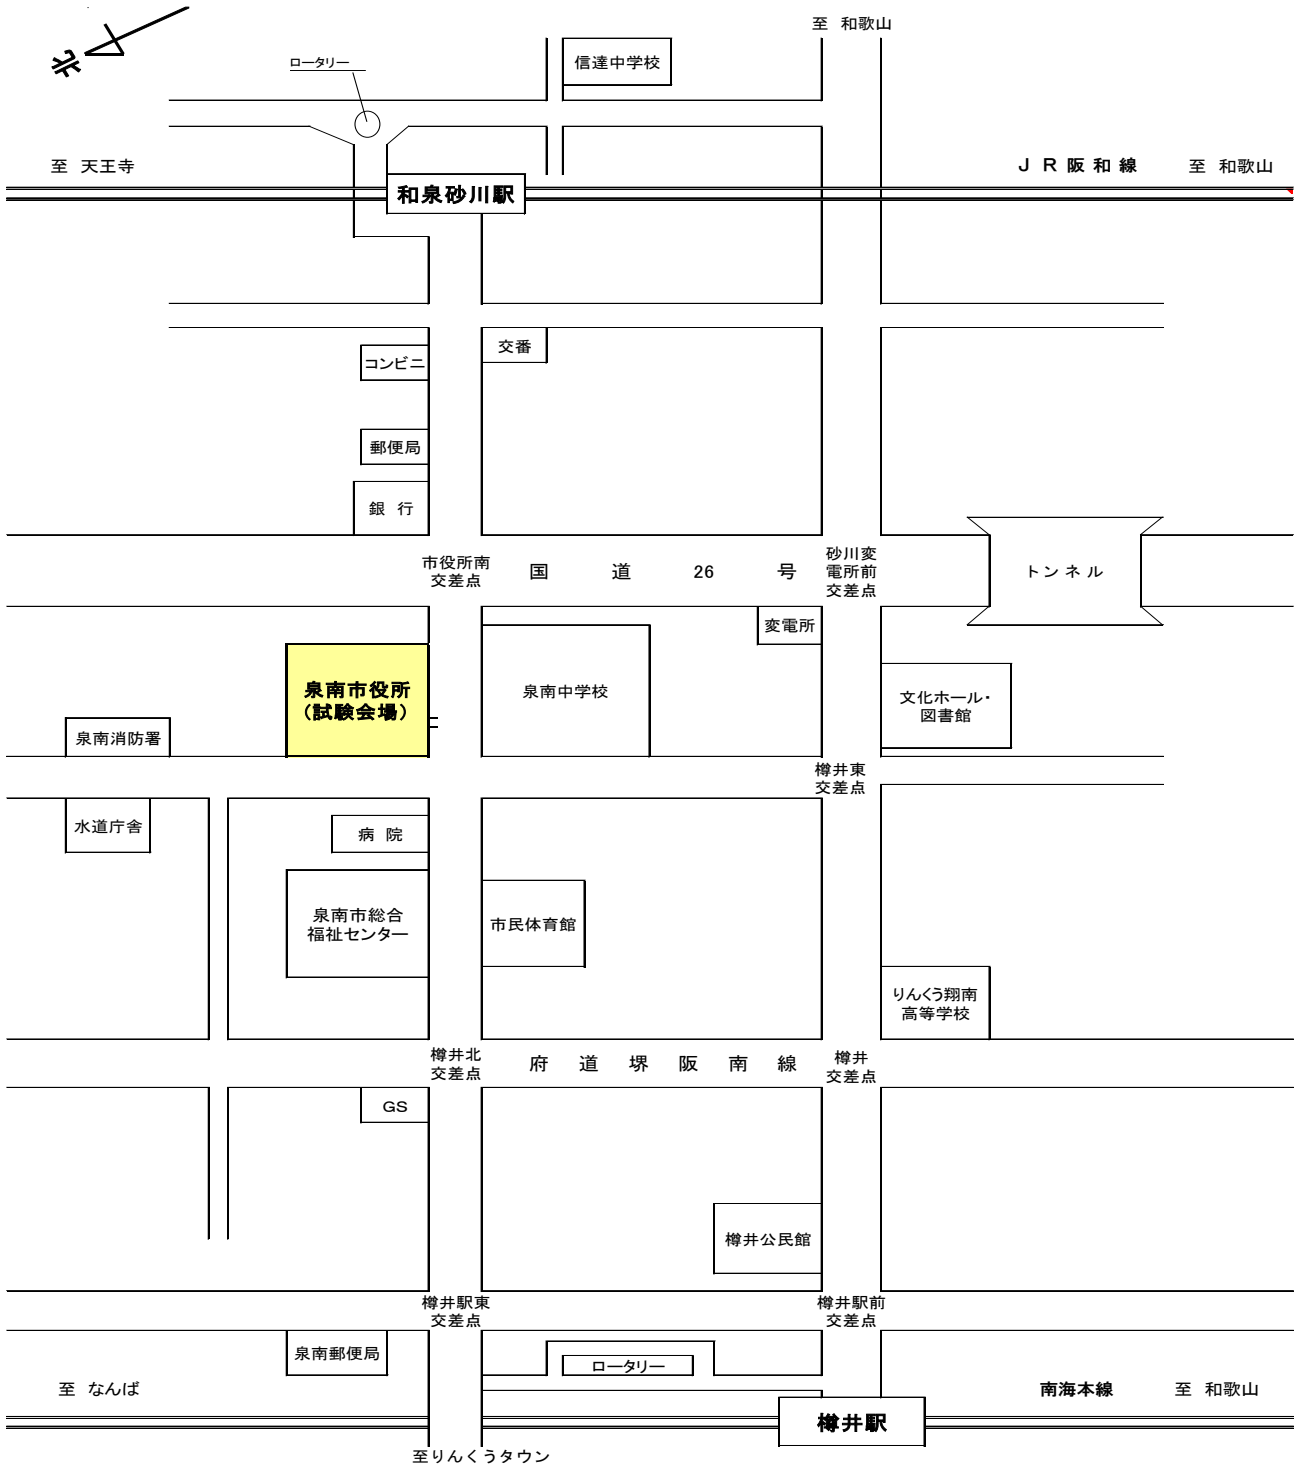 至 和歌山
北
ロータリー
信達中学校
至 天王寺
JR阪和線
至 和歌山
和泉砂川駅
コンビニ
交番
郵便局
銀 行
市役所南
交差点
国 道 26 号
砂川変
電所前
交差点
トンネル
変電所
泉南市役所
(試験会場)
泉南中学校
文化ホール・
図書館
泉南消防署
樽井東
交差点
水道庁舎
病 院
泉南市総合
福祉センター
市民体育館
りんくう翔南
高等学校
樽井北
交差点
府 道 堺 阪 南 線
樽井
交差点
GS
樽井公民館
樽井駅東
交差点
樽井駅前
交差点
泉南郵便局
ロータリー
至 なんば
南海本線
至 和歌山
樽井駅
至りんくうタウン